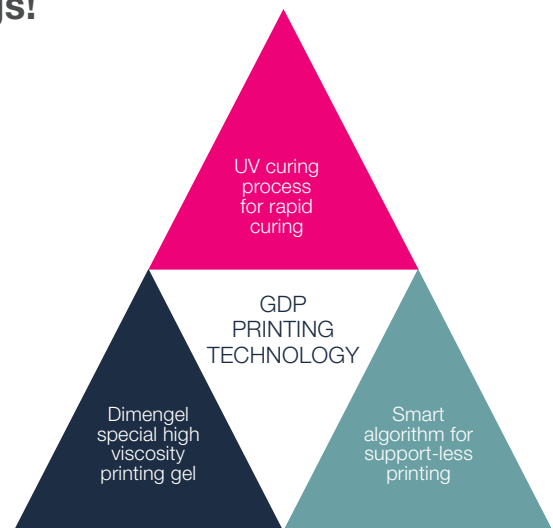 gs!
UV curing
process
for rapid
curing
GDP
PRINTING
TECHNOLOGY
Dimengel
special high
viscosity
printing gel
Smart
algorithm for
support-less
printing